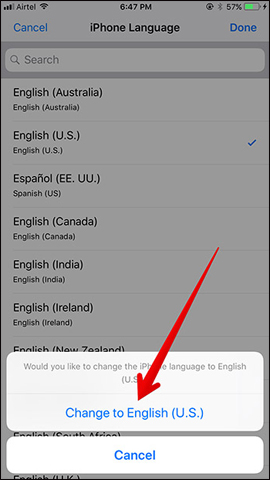 Airtel 6:47 PM 57%
Cancel iPhone Language Done
Search
English (Australia)
English (Australia)
English (U.S.)
English (U.S.)
Español (EE. UU.)
Spanish (US)
English (Canada)
English (Canada)
English (India)
English (India)
English (Ireland)
English (Ireland)
English (New Zealand)
Would you like to change the iPhone language to English
(U.S.)?
Change to English (U.S.)
English (South Africa)
Cancel
English (U.K.)